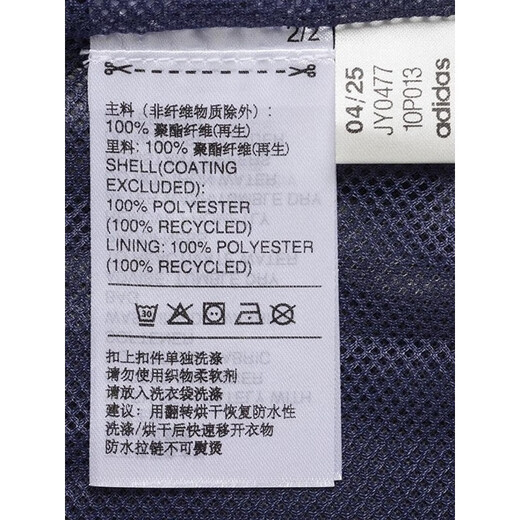 2/2
主料（非纤维物质除外）:
100% 聚酯纤维(再生)
里料: 100% 聚酯纤维(再生)
SHELL(COATING
EXCLUDED):
100% POLYESTER
(100% RECYCLED)
LINING: 100% POLYESTER
(100% RECYCLED)
30
扣上扣件单独洗涤
请勿使用织物柔软剂
请放入洗衣袋洗涤
建议: 用翻转烘干恢复防水性
洗涤/烘干后快速移开衣物
防水拉链不可熨烫
04/25
JY0477
10P013
adidas